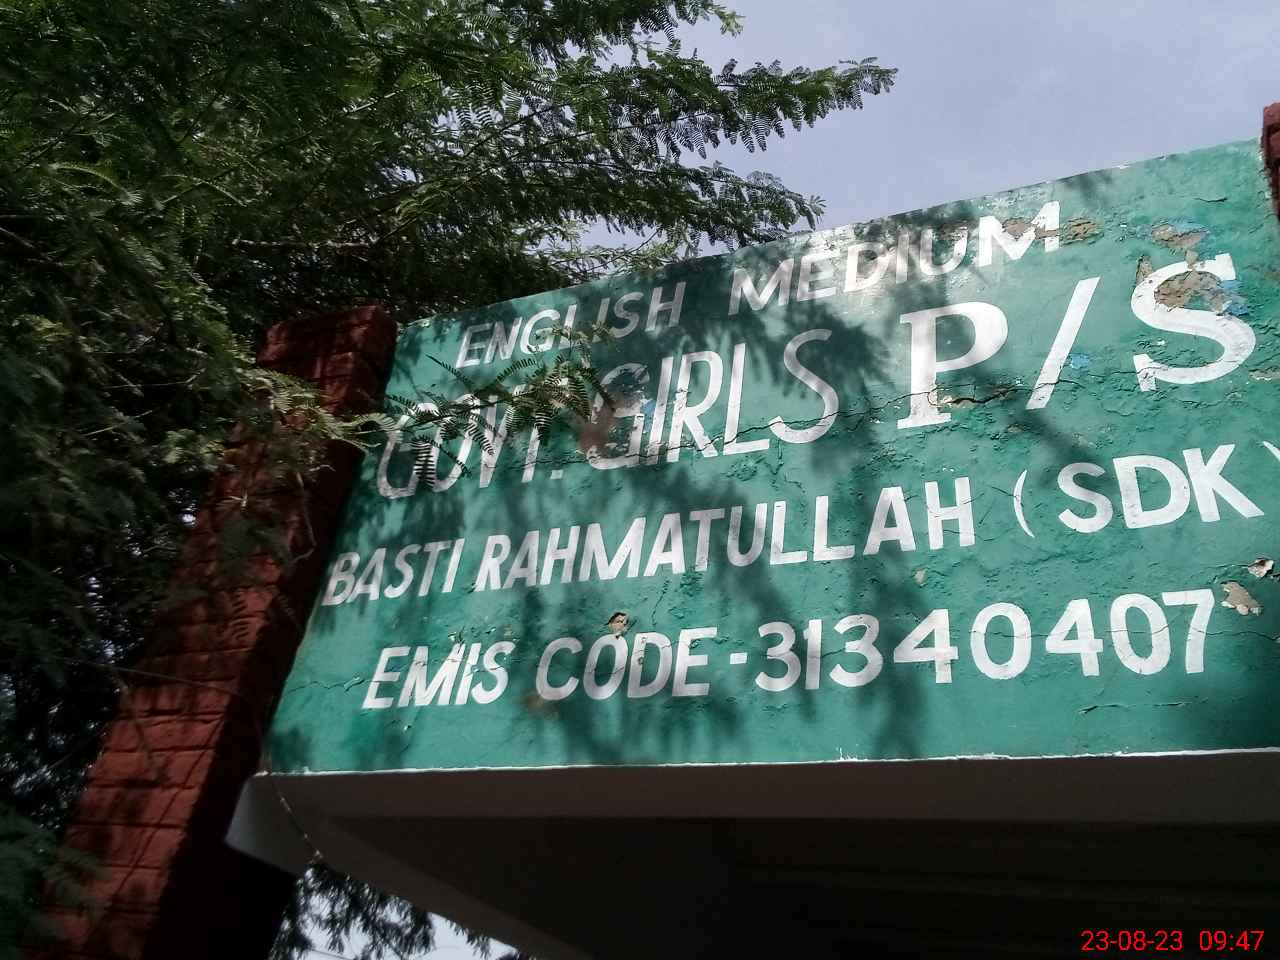 ENGLISH MEDIUM
GOVT. GIRLS P/S
BASTI RAHMATULLAH (SDK)
EMIS CODE-31340407
23-08-23 09:47